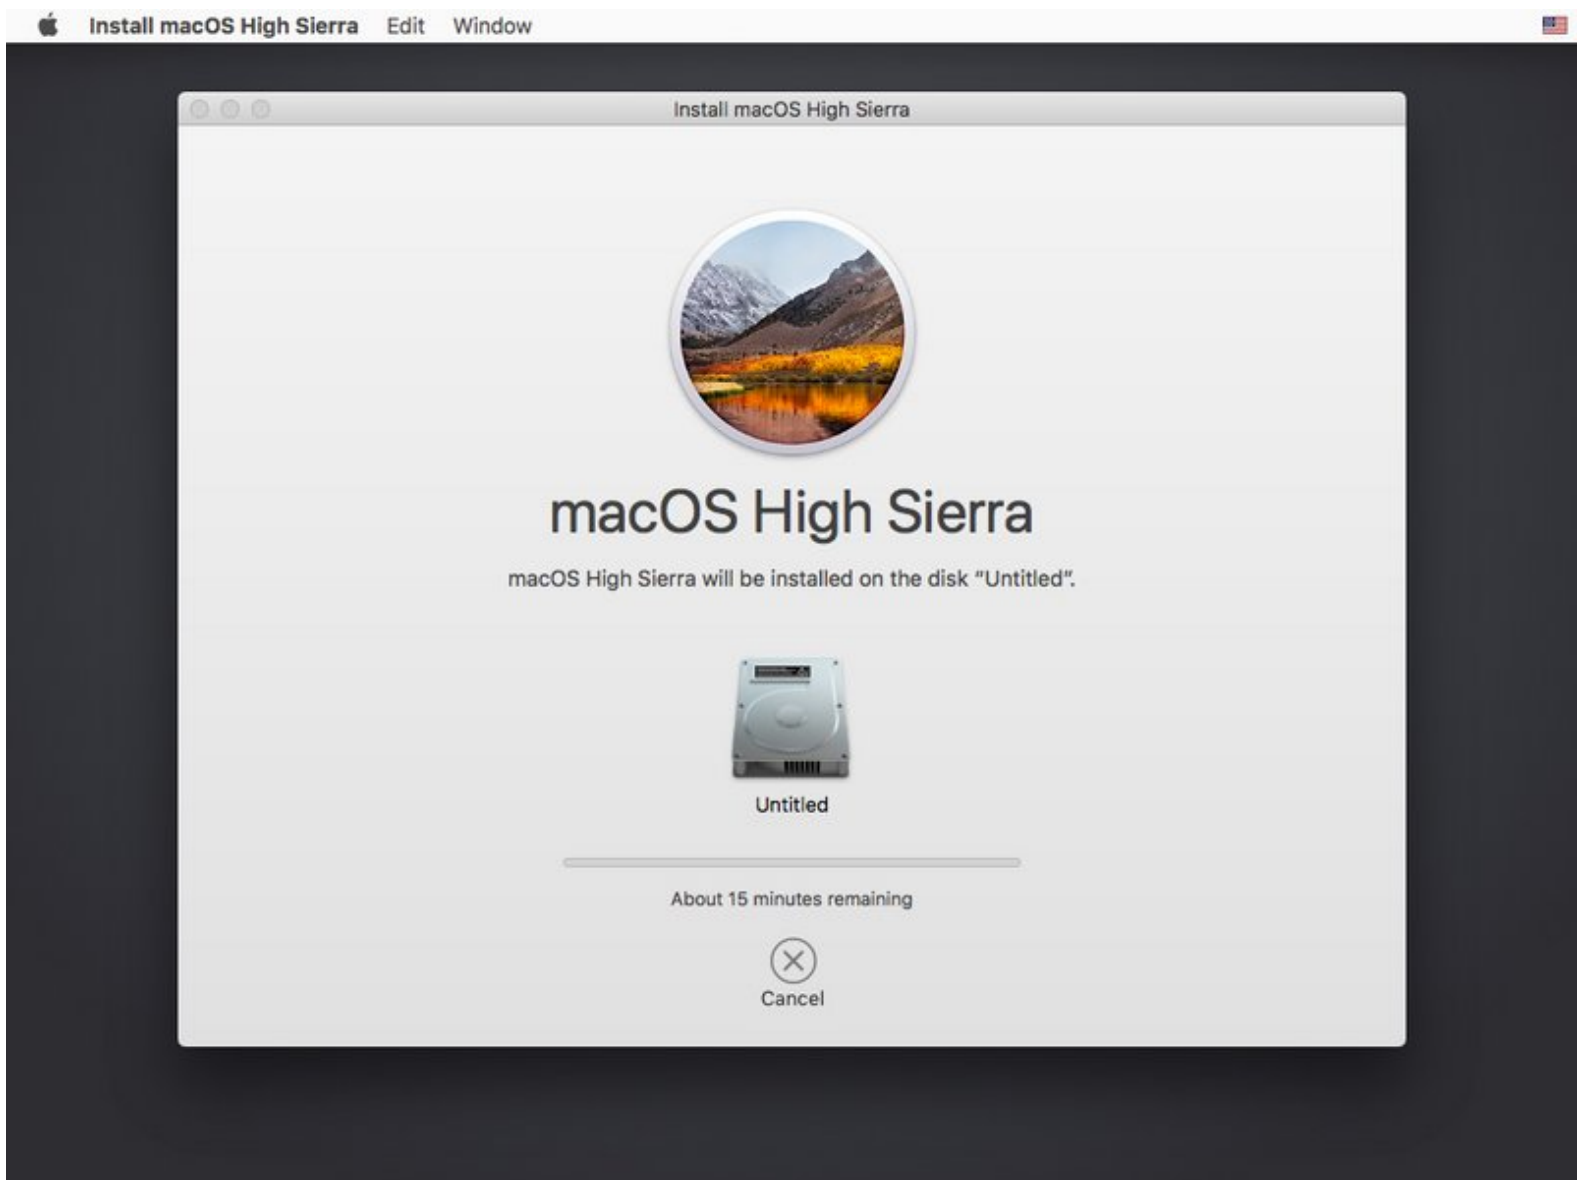 Install macOS High Sierra Edit Window
Install macOS High Sierra
macOS High Sierra
macOS High Sierra will be installed on the disk “Untitled”.
Untitled
About 15 minutes remaining
Cancel